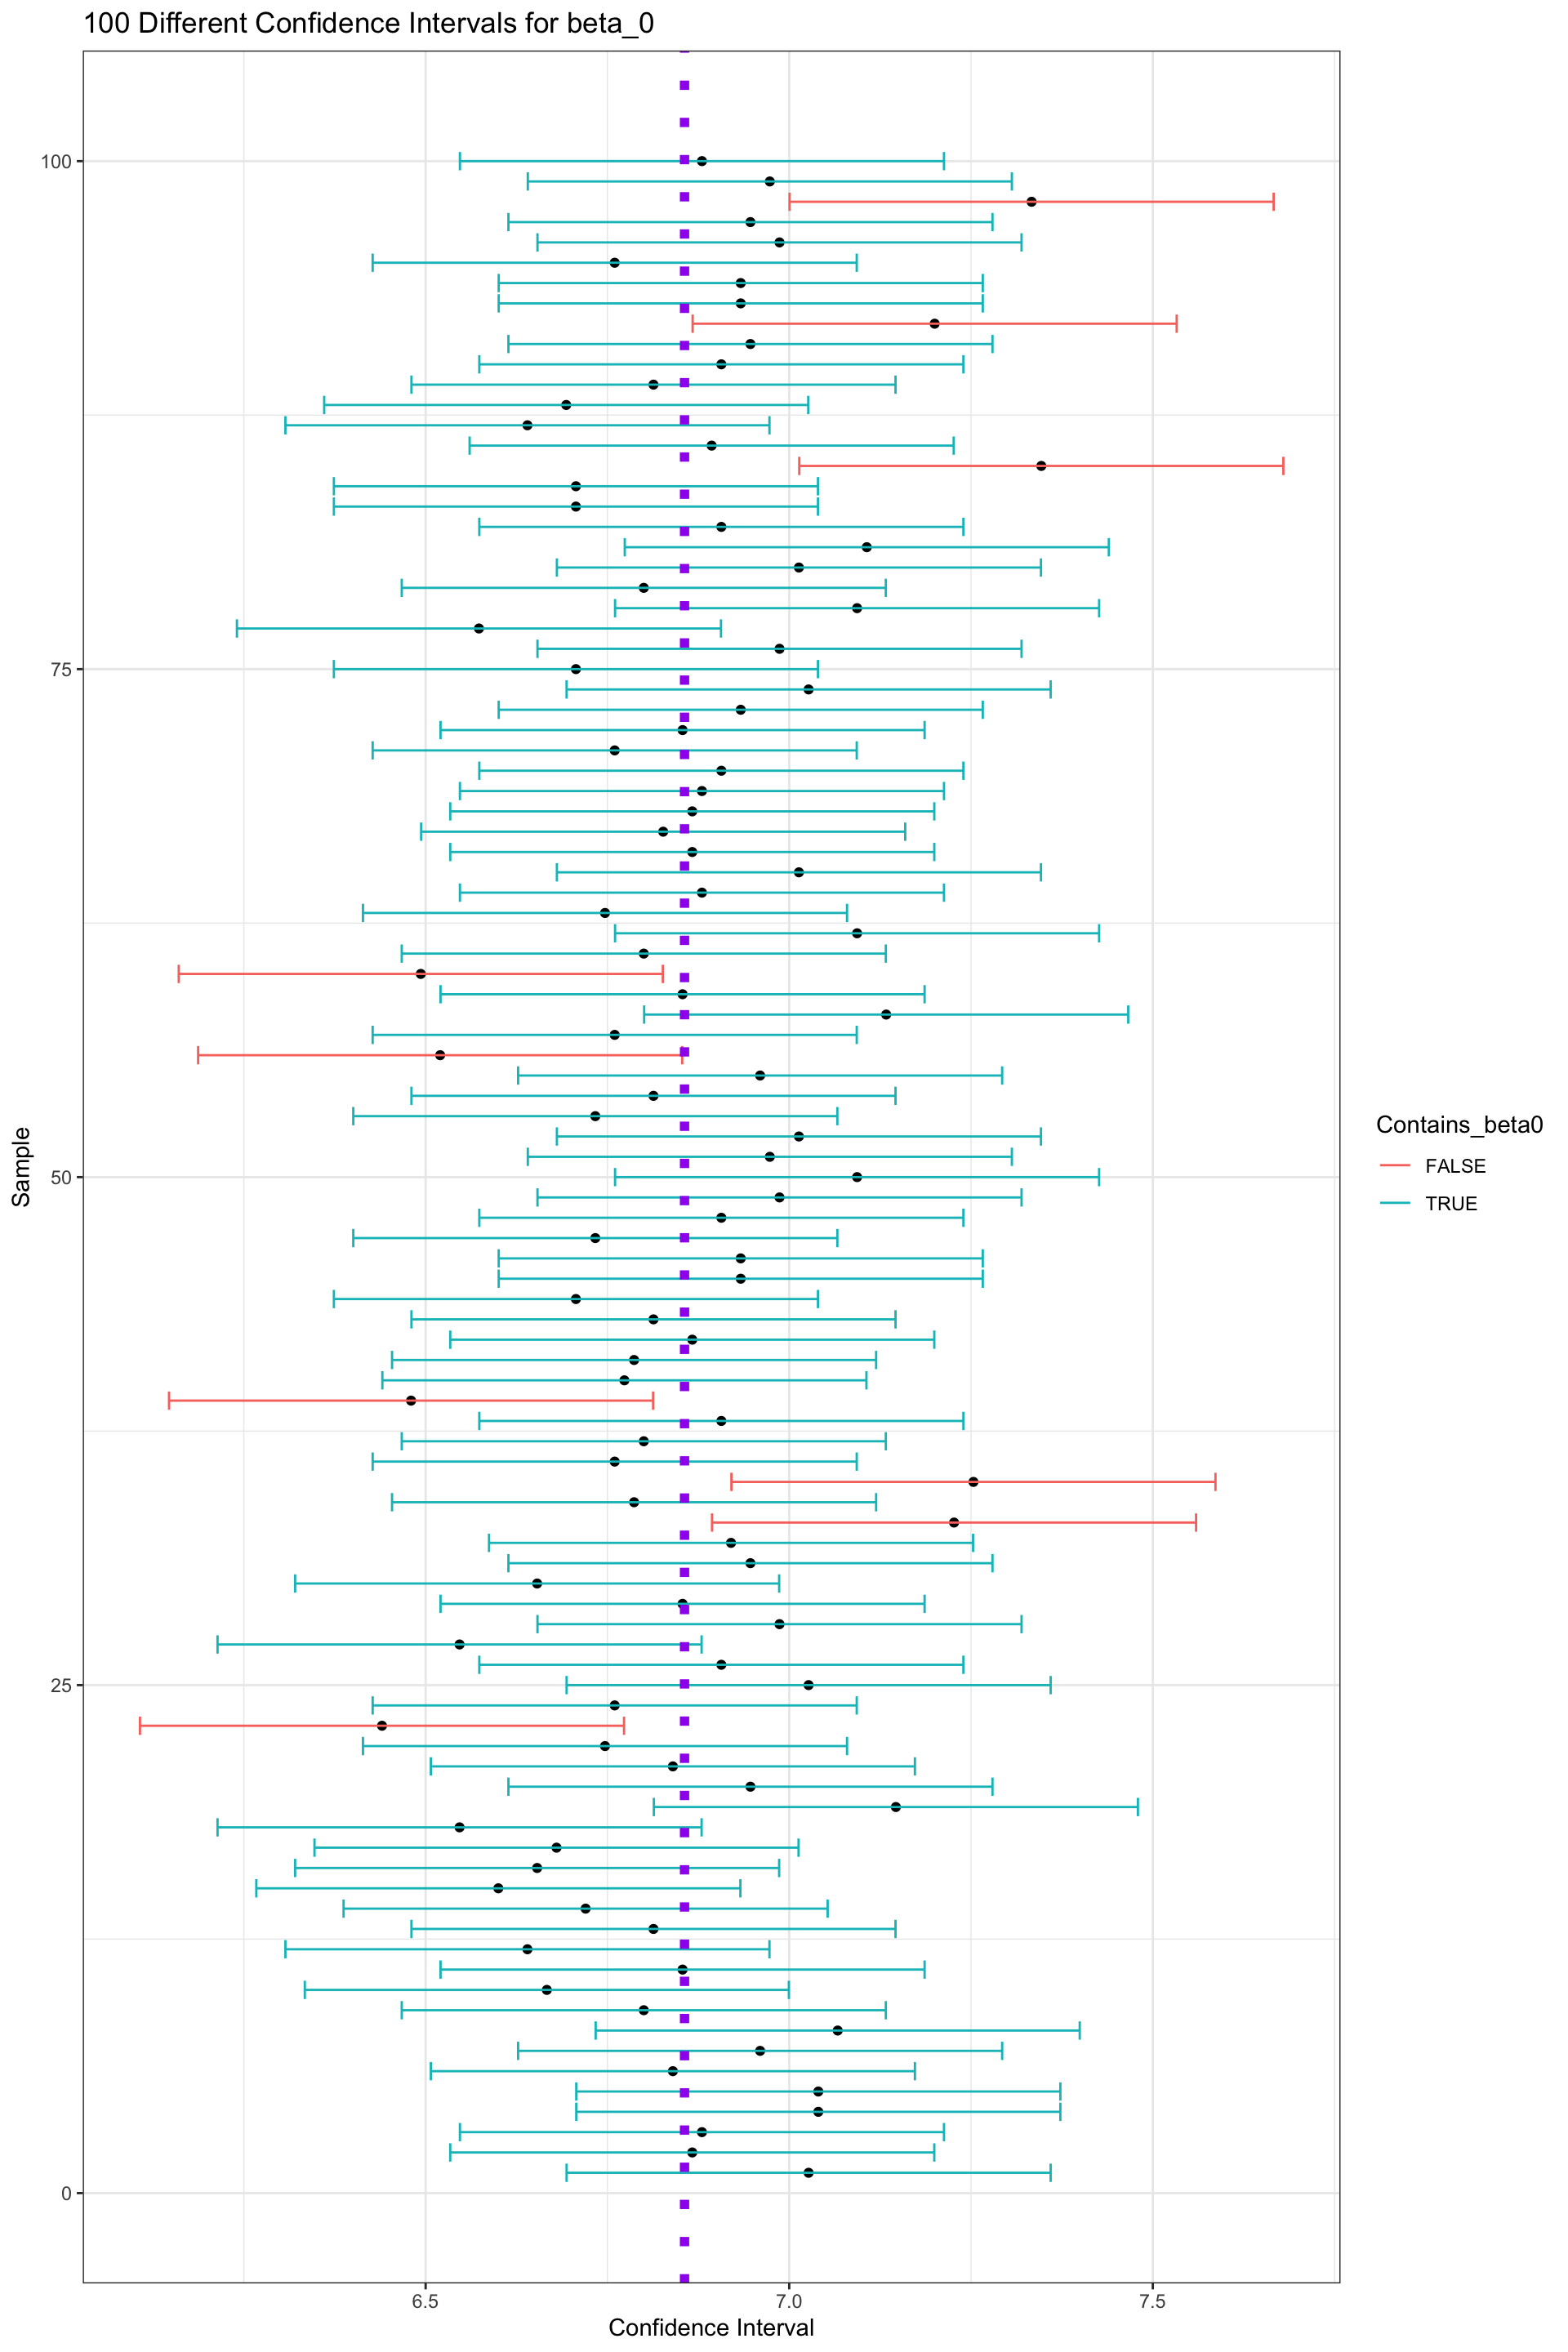 100 Different Confidence Intervals for beta_0
100
75
50
25
0
Sample
6.5 7.0 7.5
Confidence Interval
Contains_beta0
FALSE
TRUE